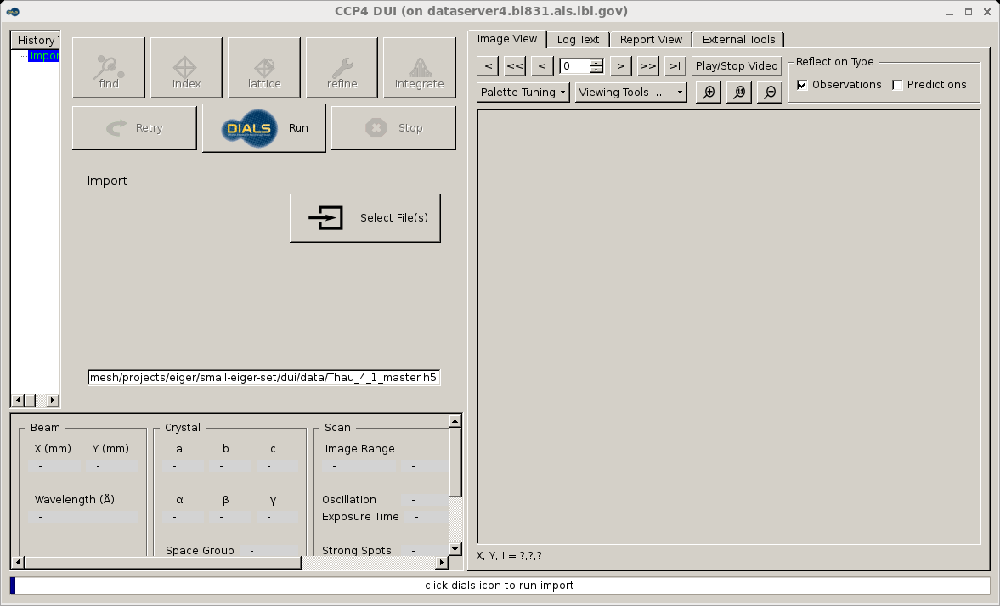 CCP4 DUI (on dataserver4.bl831.als.lbl.gov)
History
impor
find index lattice refine integrate
Retry DIALS Run Stop
Import
Select File(s)
mesh/projects/eiger/small-eiger-set/dui/data/Thau_4_1_master.h5
Beam
X (mm) Y (mm)
- -
Wavelength (Å)
-
Crystal
a b c
- - -
α β γ
- - -
Space Group -
Scan
Image Range
- -
Oscillation -
Exposure Time -
Strong Spots -
Image View Log Text Report View External Tools
|< << < 0 > >> >| Play/Stop Video
Palette Tuning Viewing Tools ...
Reflection Type
Observations Predictions
X, Y, I = ?,?,?
click dials icon to run import